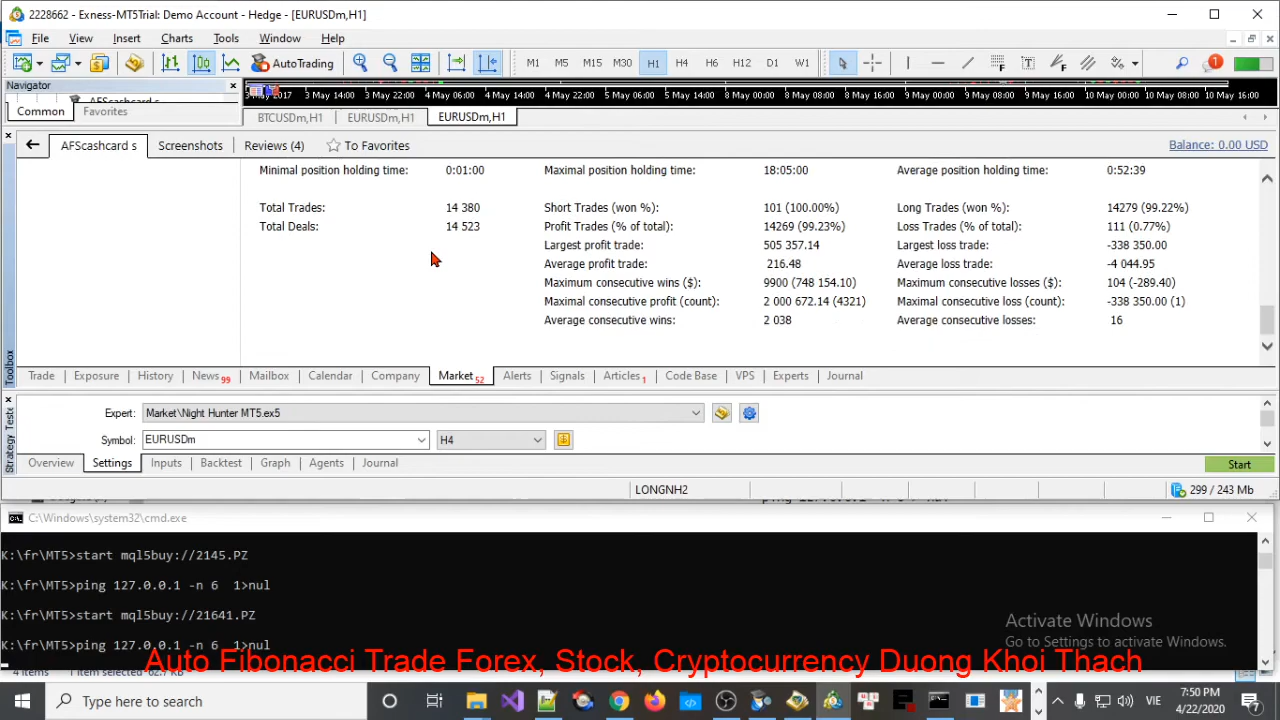 2228662 - Exness-MT5Trial: Demo Account - Hedge - [EURUSDm,H1]
File View Insert Charts Tools Window Help
AutoTrading M1 M5 M15 M30 H1 H4 H6 H12 D1 W1 1
Navigator
Common Favorites
3 May 14:00 3 May 22:00 4 May 06:00 4 May 14:00 4 May 22:00 5 May 06:00 5 May 14:00 5 May 22:00 8 May 08:00 8 May 16:00 9 May 00:00 9 May 08:00 9 May 16:00 10 May 00:00 10 May 08:00 10 May 16:00
BTCUSDm,H1 EURUSDm,H1 EURUSDm,H1
AFScashcard s Screenshots Reviews (4) To Favorites Balance: 0.00 USD
Minimal position holding time: 0:01:00 Maximal position holding time: 18:05:00 Average position holding time: 0:52:39
Total Trades: 14 380 Short Trades (won %): 101 (100.00%) Long Trades (won %): 14279 (99.22%)
Total Deals: 14 523 Profit Trades (% of total): 14269 (99.23%) Loss Trades (% of total): 111 (0.77%)
Largest profit trade: 505 357.14 Largest loss trade: -338 350.00
Average profit trade: 216.48 Average loss trade: -4 044.95
Maximum consecutive wins ($): 9900 (748 154.10) Maximum consecutive losses ($): 104 (-289.40)
Maximal consecutive profit (count): 2 000 672.14 (4321) Maximal consecutive loss (count): -338 350.00 (1)
Average consecutive wins: 2 038 Average consecutive losses: 16
Toolbox
Trade Exposure History News 99 Mailbox Calendar Company Market 52 Alerts Signals Articles 1 Code Base VPS Experts Journal
Strategy Teste
Expert: Market\Night Hunter MT5.ex5
Symbol: EURUSDm H4
Overview Settings Inputs Backtest Graph Agents Journal Start
LONGNH2 299 / 243 Mb
C:\Windows\system32\cmd.exe
K:\fr\MT5>start mql5buy://2145.PZ
K:\fr\MT5>ping 127.0.0.1 -n 6  1>nul
K:\fr\MT5>start mql5buy://21641.PZ
K:\fr\MT5>ping 127.0.0.1 -n 6  1>nul
Activate Windows
Go to Settings to activate Windows.
Auto Fibonacci Trade Forex, Stock, Cryptocurrency Duong Khoi Thach
4 items 1 item selected 62.7 KB
Type here to search
VIE
7:50 PM
4/22/2020
7